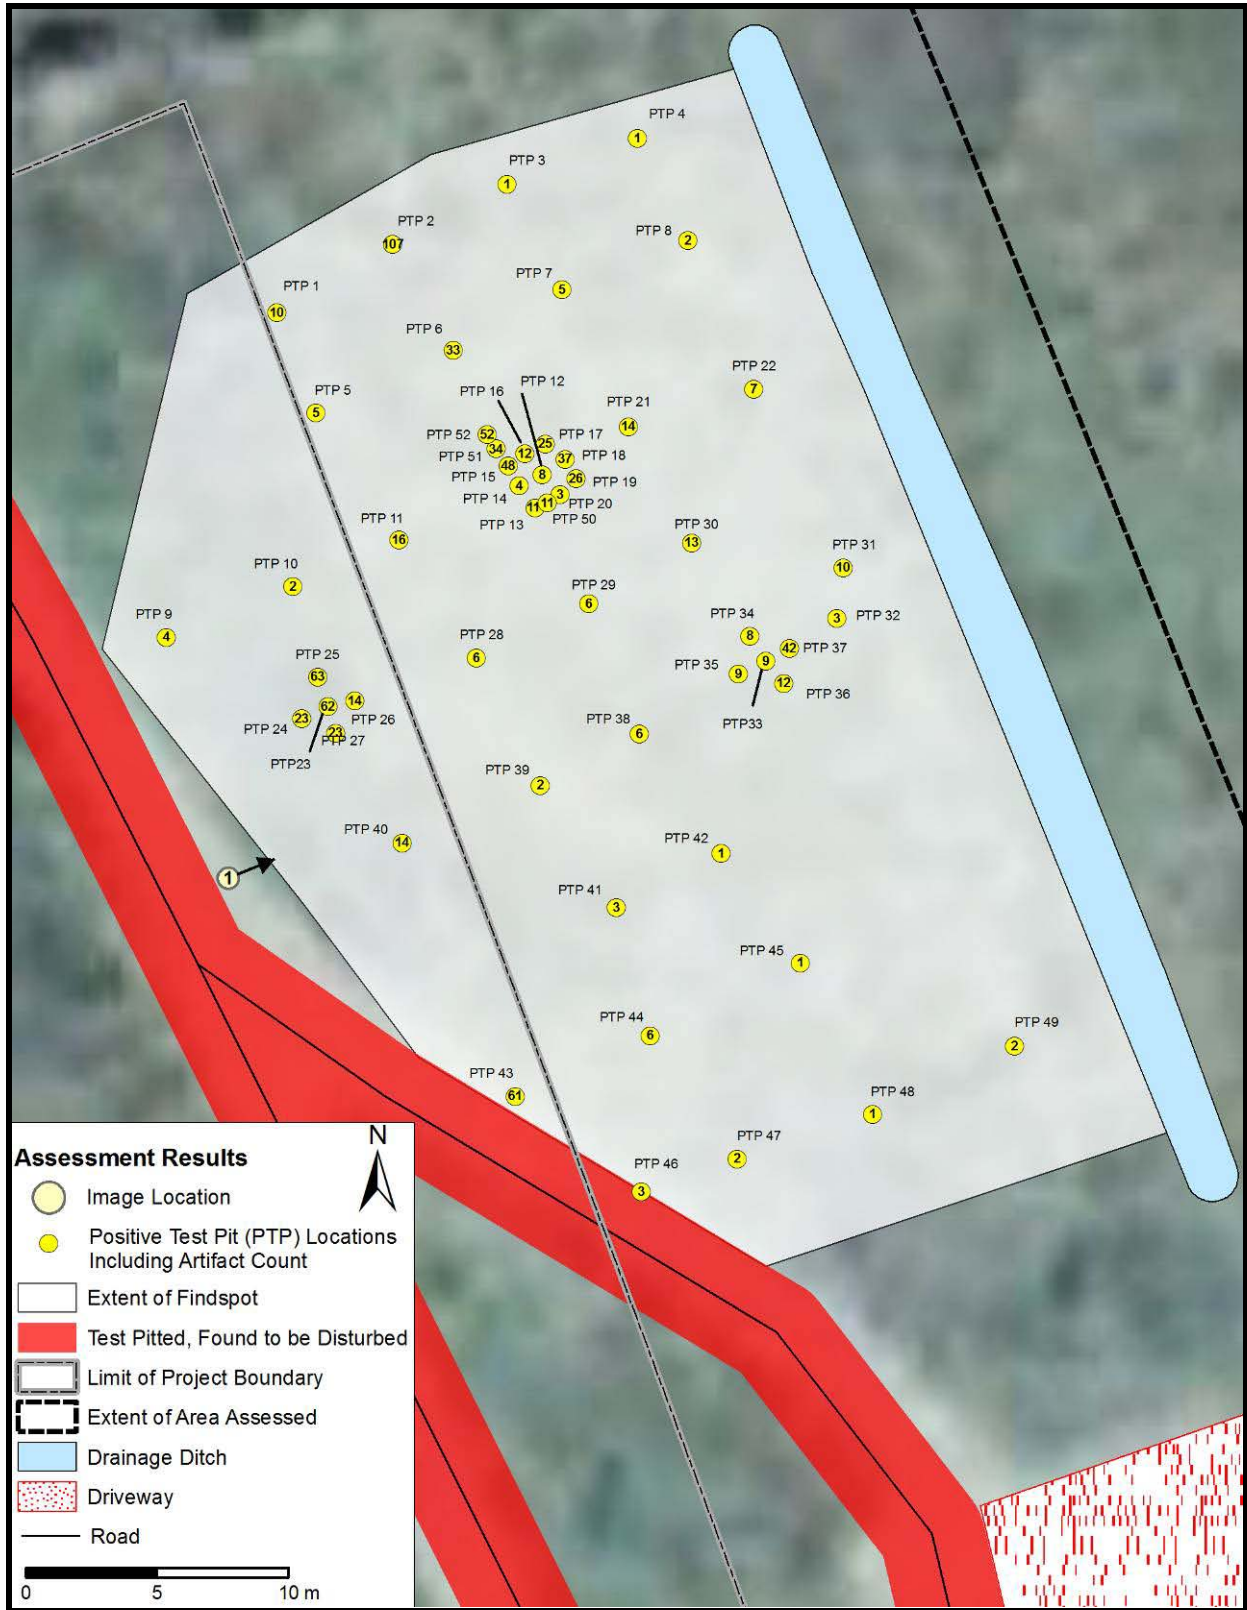 PTP 4
1
PTP 3
1
PTP 2
107
PTP 8
2
PTP 1
10
PTP 7
5
PTP 6
33
PTP 5
5
PTP 22
7
PTP 16
PTP 12
PTP 21
14
PTP 52
52
25
PTP 17
34
12
37
PTP 18
PTP 51
48
8
26
PTP 19
PTP 15
4
3
PTP 20
PTP 14
11
11
PTP 13
PTP 50
PTP 11
16
PTP 30
13
PTP 31
10
PTP 10
2
PTP 29
6
PTP 9
4
PTP 34
8
3
PTP 32
PTP 28
6
42
PTP 37
9
PTP 35
9
12
PTP 36
PTP33
PTP 25
63
62
14
PTP 24
23
PTP 26
23
PTP 27
PTP23
PTP 38
6
PTP 39
2
PTP 40
14
PTP 42
1
1
PTP 41
3
PTP 45
1
PTP 44
6
PTP 49
2
PTP 43
61
PTP 48
1
PTP 47
2
PTP 46
3
N
Assessment Results
Image Location
Positive Test Pit (PTP) Locations
Including Artifact Count
Extent of Findspot
Test Pitted, Found to be Disturbed
Limit of Project Boundary
Extent of Area Assessed
Drainage Ditch
Driveway
Road
0 5 10 m